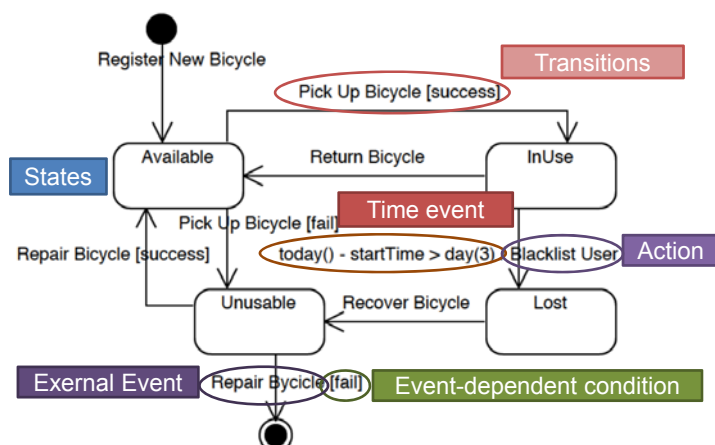 Register New Bicycle
Transitions
Pick Up Bicycle [success]
Available
Return Bicycle
InUse
States
Time event
Pick Up Bicycle [fail]
Repair Bicycle [success]
today() - startTime > day(3)
Blacklist User
Action
Unusable
Recover Bicycle
Lost
Exernal Event
Repair Bycicle [fail]
Event-dependent condition